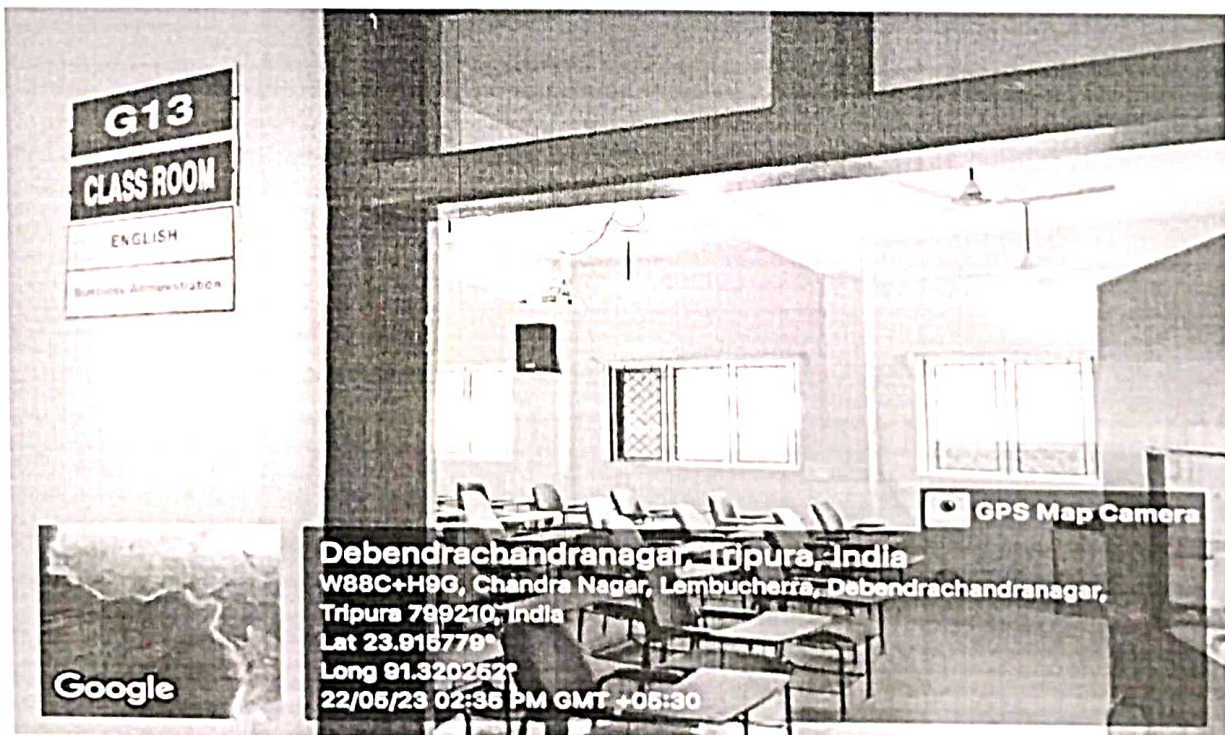 G13
CLASS ROOM
ENGLISH
Business Administration
GPS Map Camera
Debendrachandranagar, Tripura, India
W88C+H9G, Chandra Nagar, Lembucherra, Debendrachandranagar,
Tripura 799210, India
Lat 23.915779°
Long 91.320252°
22/05/23 02:35 PM GMT +05:30
Google